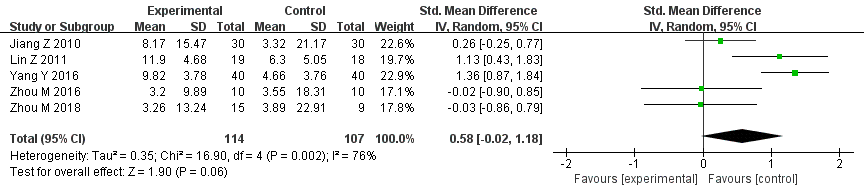 Experimental Control Std. Mean Difference Std. Mean Difference
Study or Subgroup Mean SD Total Mean SD Total Weight IV, Random, 95% CI IV, Random, 95% CI
Jiang Z 2010 8.17 15.47 30 3.32 21.17 30 22.6% 0.26 [-0.25, 0.77]
Lin Z 2011 11.9 4.68 19 6.3 5.05 18 19.7% 1.13 [0.43, 1.83]
Yang Y 2016 9.82 3.78 40 4.66 3.76 40 22.9% 1.36 [0.87, 1.84]
Zhou M 2016 3.2 9.89 10 3.55 18.31 10 17.1% -0.02 [-0.90, 0.85]
Zhou M 2018 3.26 13.24 15 3.89 22.91 9 17.8% -0.03 [-0.86, 0.79]
Total (95% CI) 114 107 100.0% 0.58 [-0.02, 1.18]
Heterogeneity: Tau² = 0.35; Chi² = 16.90, df = 4 (P = 0.002); I² = 76%
Test for overall effect: Z = 1.90 (P = 0.06)
-2 -1 0 1 2
Favours [experimental] Favours [control]